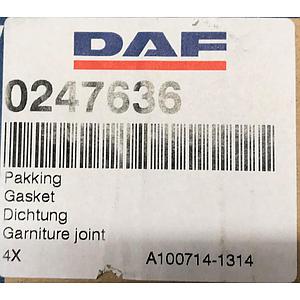 DAF
0247636
Pakking
Gasket
Dichtung
Garniture joint
4X A100714-1314